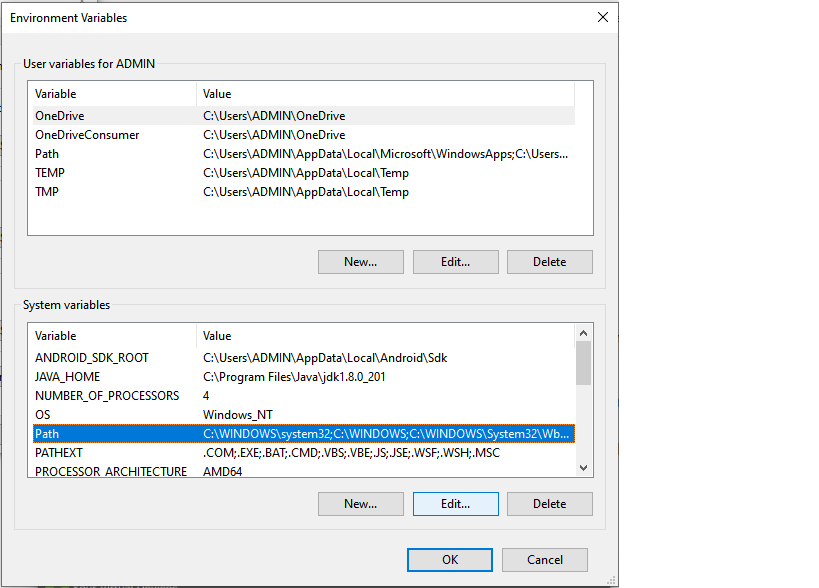 Environment Variables
User variables for ADMIN
Variable Value
OneDrive C:\Users\ADMIN\OneDrive
OneDriveConsumer C:\Users\ADMIN\OneDrive
Path C:\Users\ADMIN\AppData\Local\Microsoft\WindowsApps;C:\Users...
TEMP C:\Users\ADMIN\AppData\Local\Temp
TMP C:\Users\ADMIN\AppData\Local\Temp
New... Edit... Delete
System variables
Variable Value
ANDROID_SDK_ROOT C:\Users\ADMIN\AppData\Local\Android\Sdk
JAVA_HOME C:\Program Files\Java\jdk1.8.0_201
NUMBER_OF_PROCESSORS 4
OS Windows_NT
Path C:\WINDOWS\system32;C:\WINDOWS;C:\WINDOWS\System32\Wb...
PATHEXT .COM;.EXE;.BAT;.CMD;.VBS;.VBE;.JS;.JSE;.WSF;.WSH;.MSC
PROCESSOR_ARCHITECTURE AMD64
New... Edit... Delete
OK Cancel